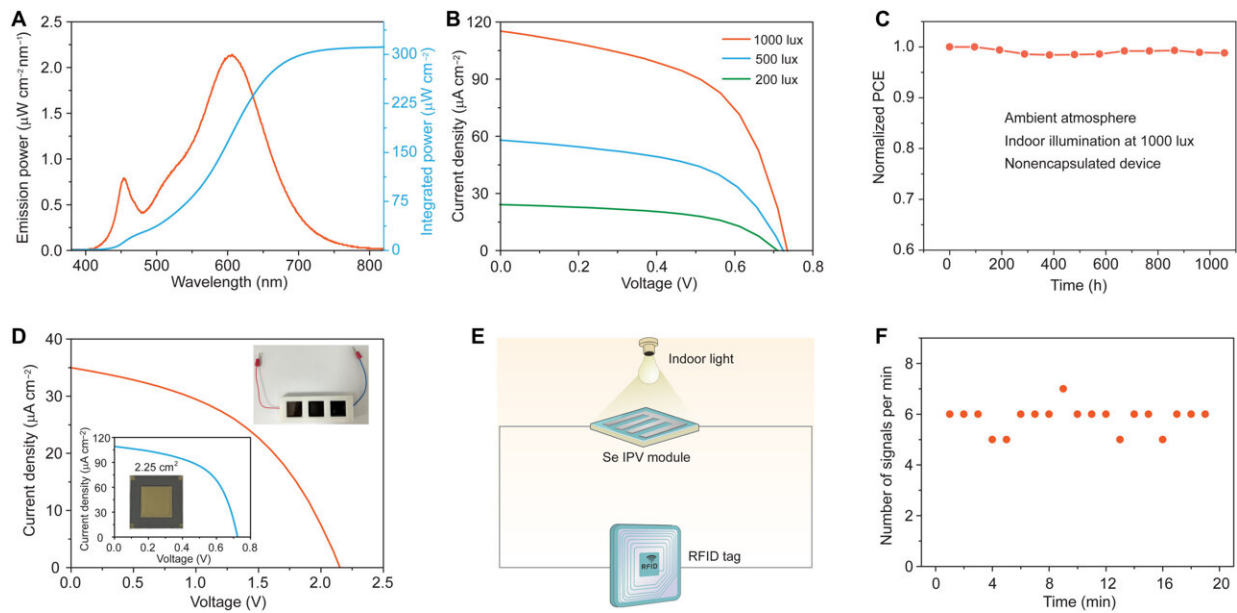 A
2.5
2.0
1.5
1.0
0.5
0.0
Emission power (μW cm⁻² nm⁻¹)
400 500 600 700 800
Wavelength (nm)
300
225
150
75
0
Integrated power (μW cm⁻²)
B
120
90
60
30
0
Current density (μA cm⁻²)
1000 lux
500 lux
200 lux
0.0 0.2 0.4 0.6 0.8
Voltage (V)
C
1.0
0.9
0.8
0.7
0.6
Normalized PCE
Ambient atmosphere
Indoor illumination at 1000 lux
Nonencapsulated device
0 200 400 600 800 1000
Time (h)
D
40
30
20
10
0
Current density (μA cm⁻²)
120
90
60
30
0
Current density (μA cm⁻²)
2.25 cm²
0.0 0.2 0.4 0.6 0.8
Voltage (V)
0.0 0.5 1.0 1.5 2.0 2.5
Voltage (V)
E
Indoor light
Se IPV module
RFID tag
RFID
F
8
6
4
2
Number of signals per min
0 4 8 12 16 20
Time (min)